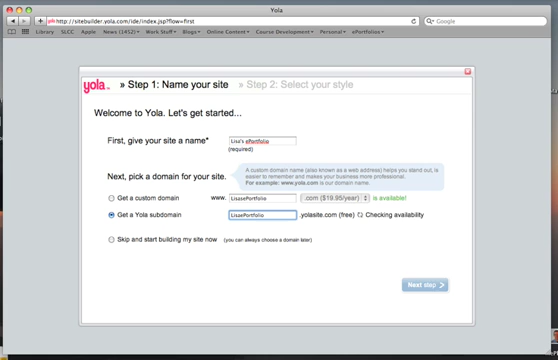 Yola
http://sitebuilder.yola.com/ide/index.jsp?flow=first
Google
Library SLCC Apple News (1452) Work Stuff Blogs Online Content Course Development Personal ePortfolios
yola » Step 1: Name your site » Step 2: Select your style
Welcome to Yola. Let's get started...
First, give your site a name* Lisa's ePortfolio
(required)
A custom domain name (also known as a web address) helps you stand out, is
Next, pick a domain for your site. easier to remember and makes your business more professional.
For example: www.yola.com is our domain name.
Get a custom domain www. LisasePortfolio .com ($19.95/year) is available!
Get a Yola subdomain LisasePortfolio .yolasite.com (free) Checking availability
Skip and start building my site now (you can always choose a domain later)
Next step